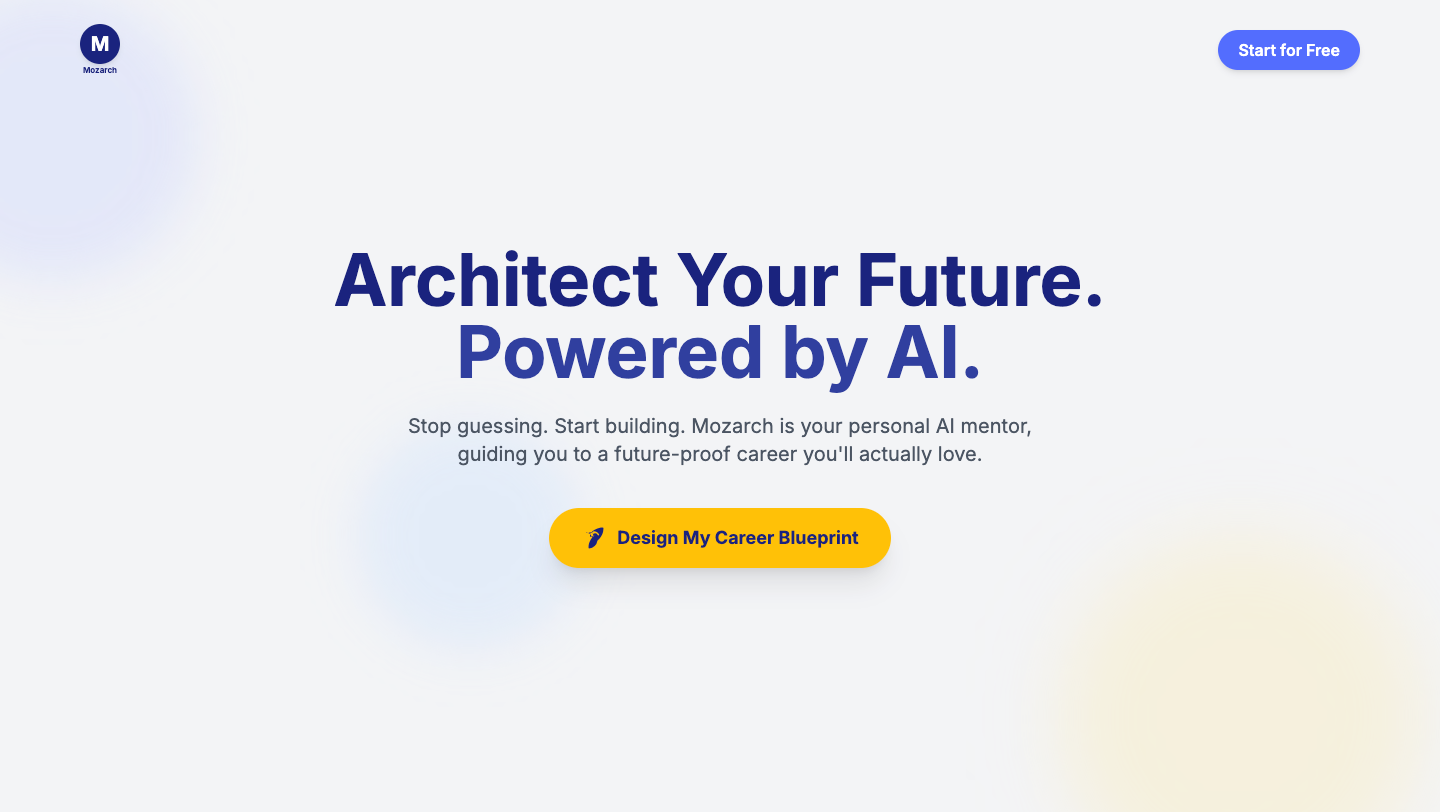 M
Mozarch
Start for Free
Architect Your Future.
Powered by AI.
Stop guessing. Start building. Mozarch is your personal AI mentor,
guiding you to a future-proof career you'll actually love.
Design My Career Blueprint